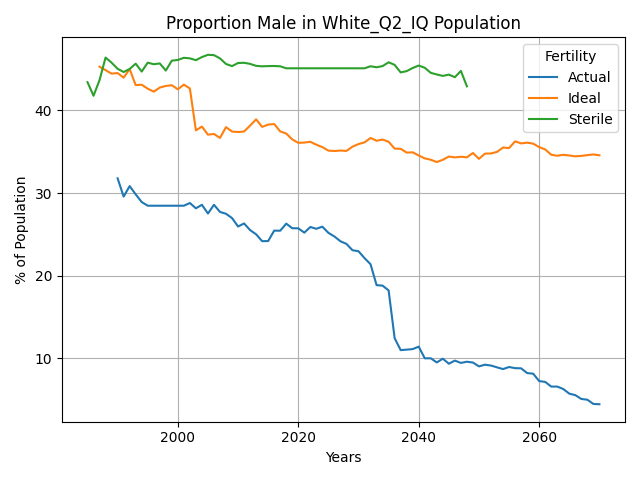 Proportion Male in White_Q2_IQ Population
Fertility
Actual
Ideal
Sterile
% of Population
40
30
20
10
2000
2020
2040
2060
Years